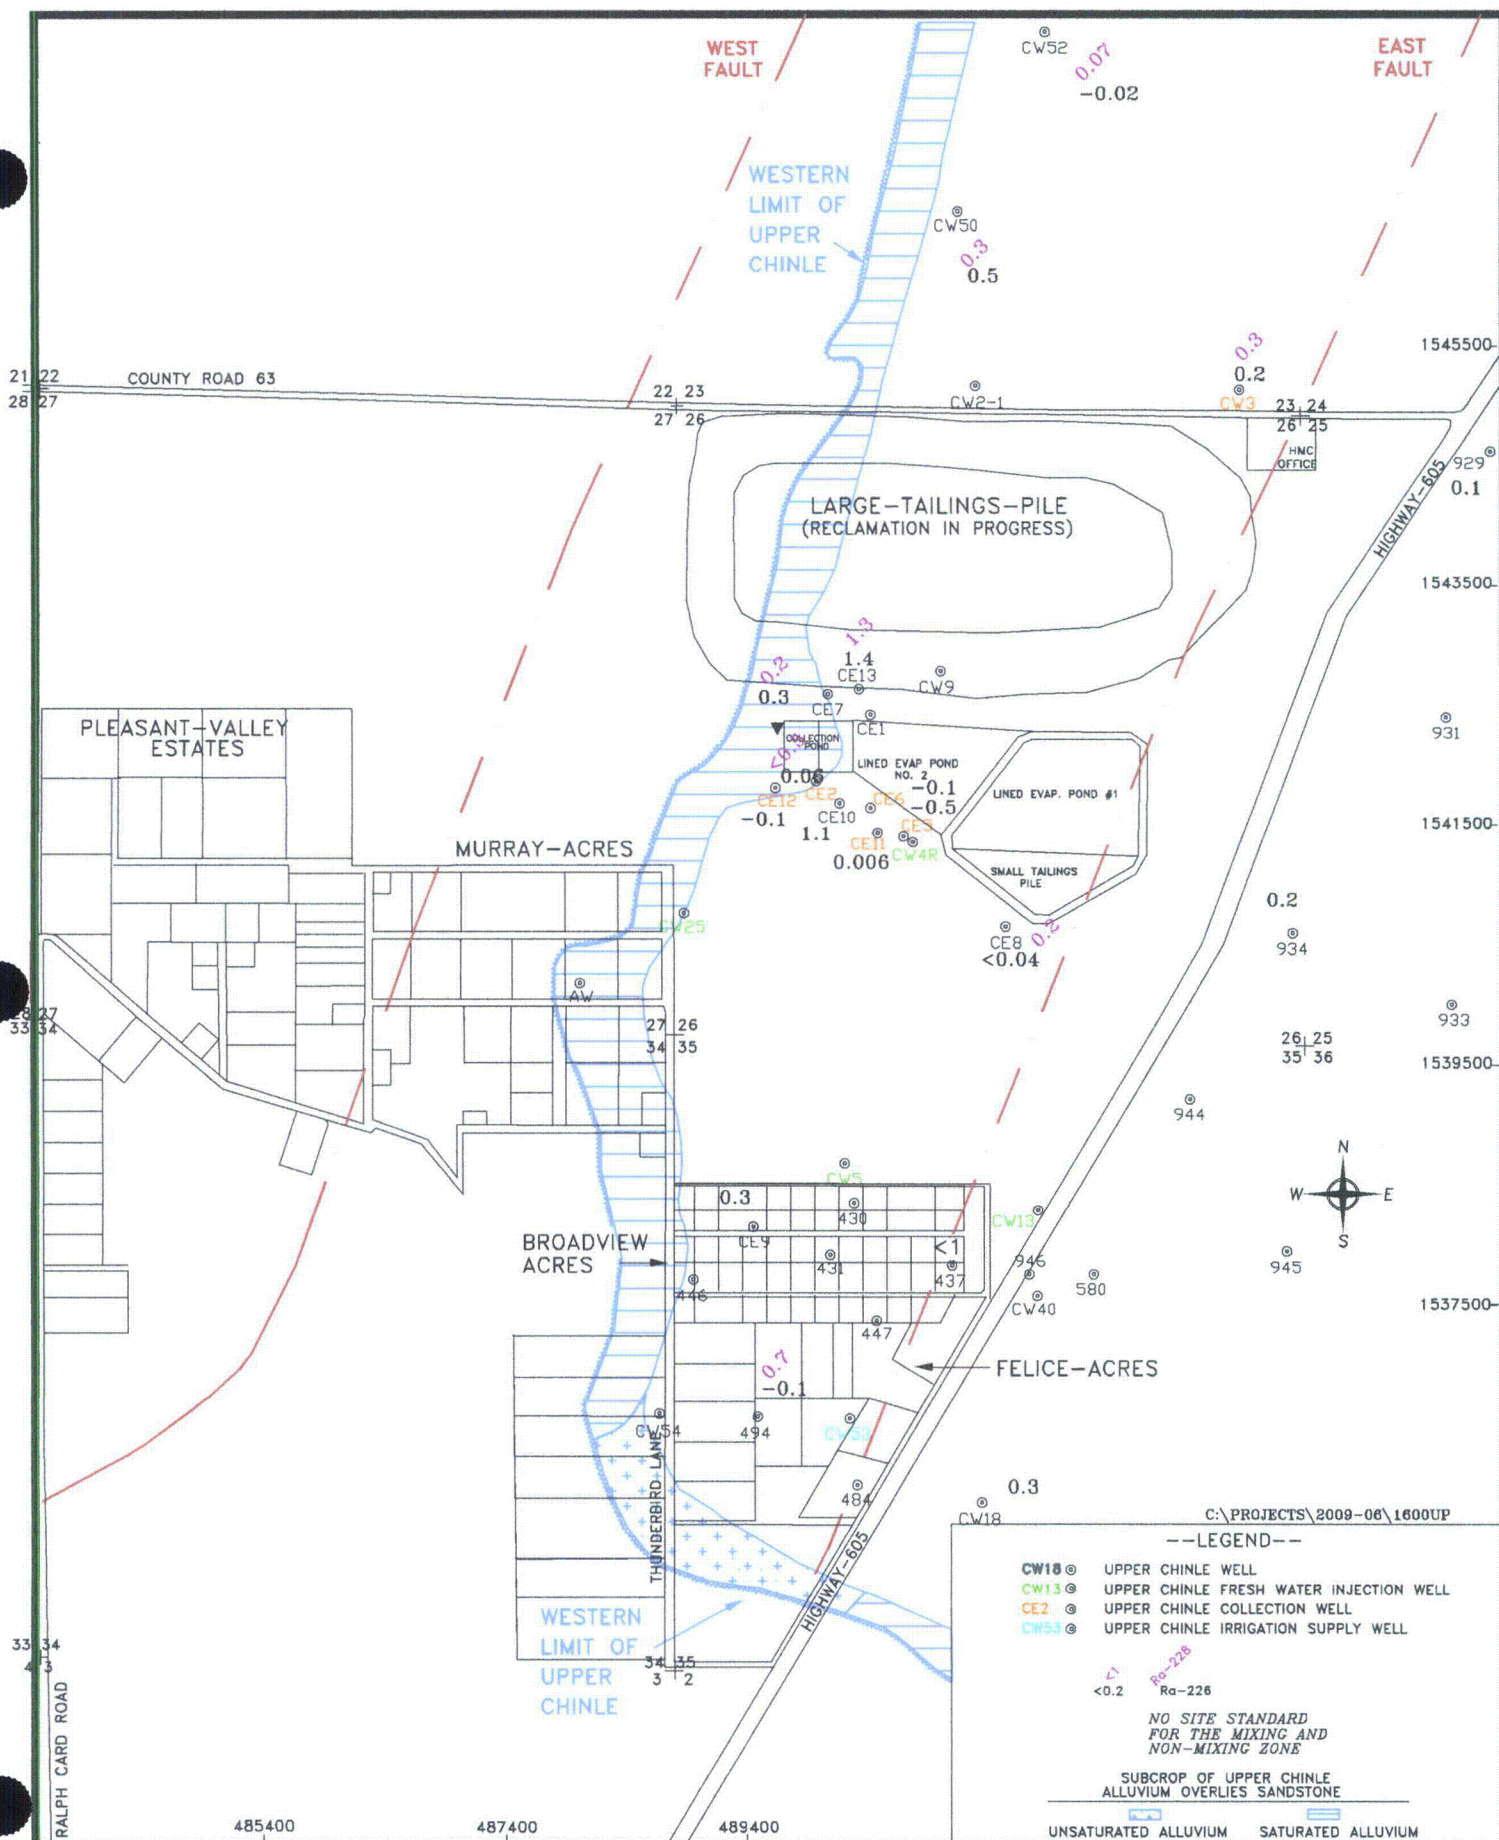 WEST
FAULT
EAST
FAULT
CW52
0.07
-0.02
WESTERN
LIMIT OF
UPPER
CHINLE
CW50
0.3
0.5
1545500
0.3
0.2
CW3
21 22
28 27
COUNTY ROAD 63
22 23
27 26
CW2-1
23 24
26 25
HMC
OFFICE
929
0.1
HIGHWAY-605
LARGE-TAILINGS-PILE
(RECLAMATION IN PROGRESS)
1543500
1.3
1.4
CE13
0.2
0.3
CE7
CW9
CE1
PLEASANT-VALLEY
ESTATES
COLLECTION
POND
931
LINED EVAP POND
NO. 2
0.06
CE12
CE2
-0.1
-0.5
CE6
CE10
-0.1
1.1
CE11
CE5
CW4R
0.006
LINED EVAP. POND #1
1541500
SMALL TAILINGS
PILE
MURRAY-ACRES
0.2
934
CW25
CE8
0.2
<0.04
AW
933
28 27
33 34
27 26
34 35
26 25
35 36
1539500
944
N
W E
S
CW5
0.3
430
CW13
CE9
BROADVIEW
ACRES
<1
431
437
946
945
446
580
CW40
1537500
447
FELICE-ACRES
0.7
-0.1
CW54
494
CW53
THUNDERBIRD LANE
484
0.3
CW18
HIGHWAY-605
C:\PROJECTS\2009-06\1600UP
--LEGEND--
CW18 UPPER CHINLE WELL
CW13 UPPER CHINLE FRESH WATER INJECTION WELL
CE2 UPPER CHINLE COLLECTION WELL
CW53 UPPER CHINLE IRRIGATION SUPPLY WELL
<1 Ra-228
<0.2 Ra-226
NO SITE STANDARD
FOR THE MIXING AND
NON-MIXING ZONE
SUBCROP OF UPPER CHINLE
ALLUVIUM OVERLIES SANDSTONE
UNSATURATED ALLUVIUM SATURATED ALLUVIUM
WESTERN
LIMIT OF
UPPER
CHINLE
33 34
4 3
34 35
3 2
RALPH CARD ROAD
485400
487400
489400